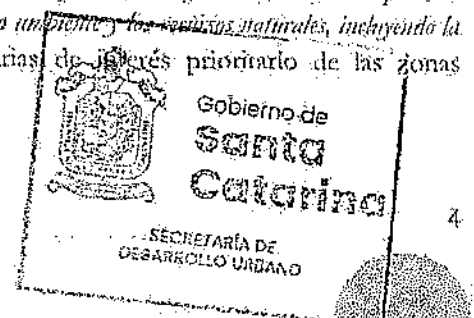 ambiente y los recursos naturales, incluyendo la
de interés prioritario de las zonas
Gobierno de
Santa
Catarina
4
SECRETARÍA DE
DESARROLLO URBANO